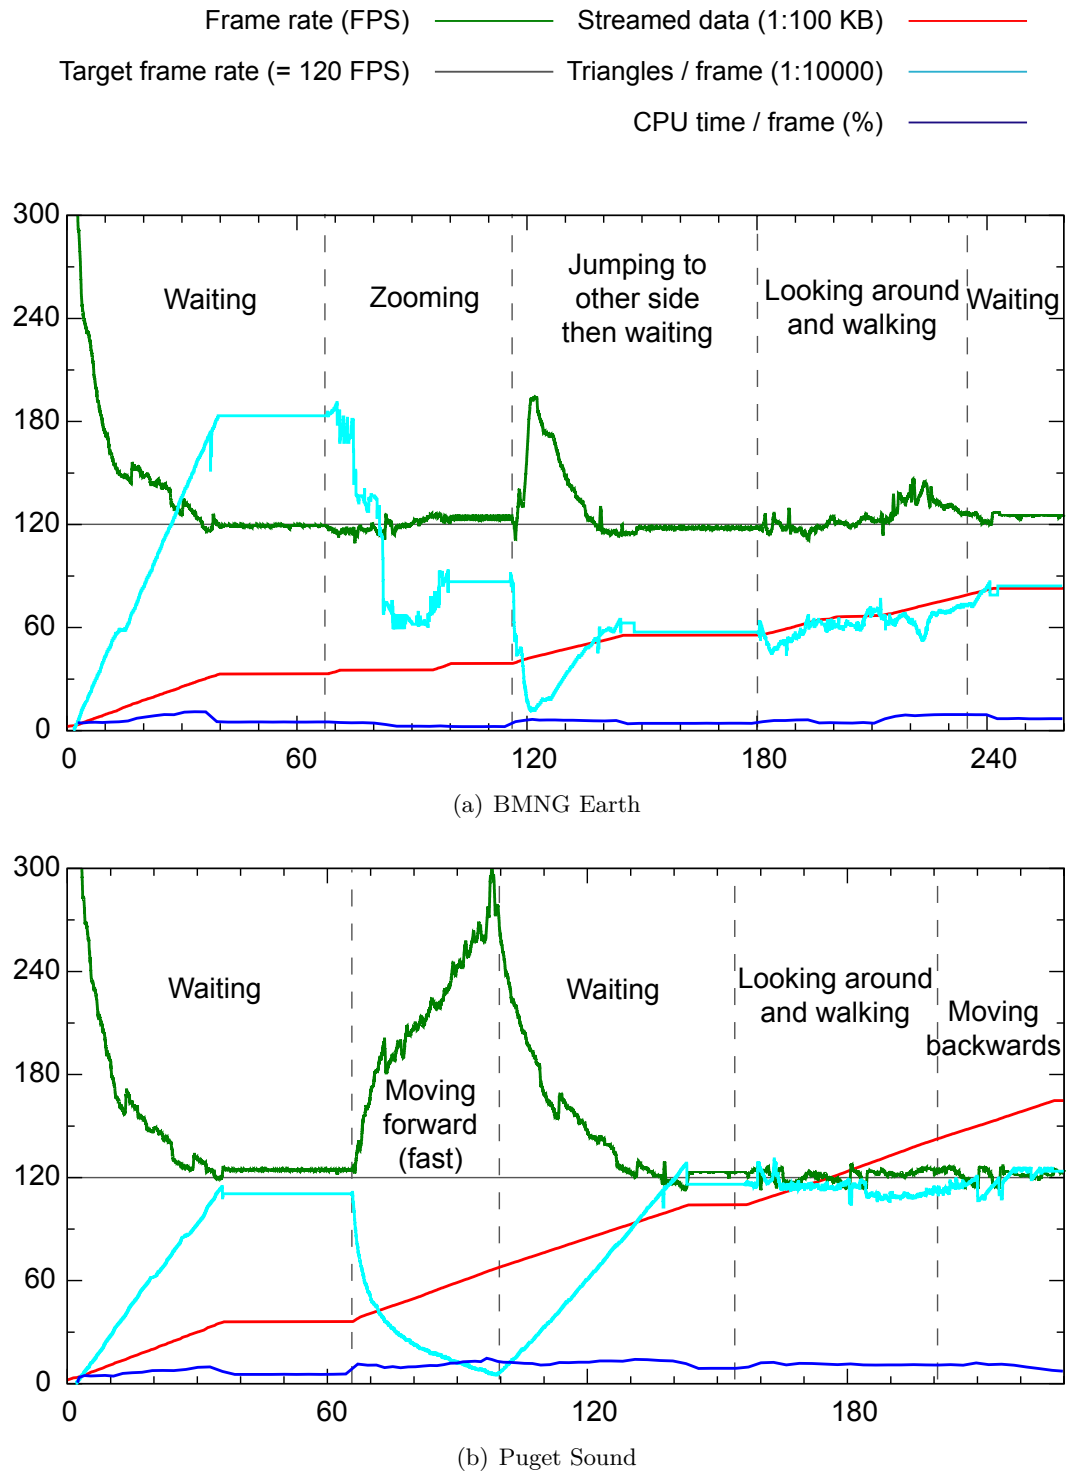 Frame rate (FPS)
Streamed data (1:100 KB)
Target frame rate (= 120 FPS)
Triangles / frame (1:10000)
CPU time / frame (%)
300
240
180
120
60
0
Waiting
Zooming
Jumping to
other side
then waiting
Looking around
and walking
Waiting
0 60 120 180 240
(a) BMNG Earth
300
240
180
120
60
0
Waiting
Moving
forward
(fast)
Waiting
Looking around
and walking
Moving
backwards
0 60 120 180
(b) Puget Sound